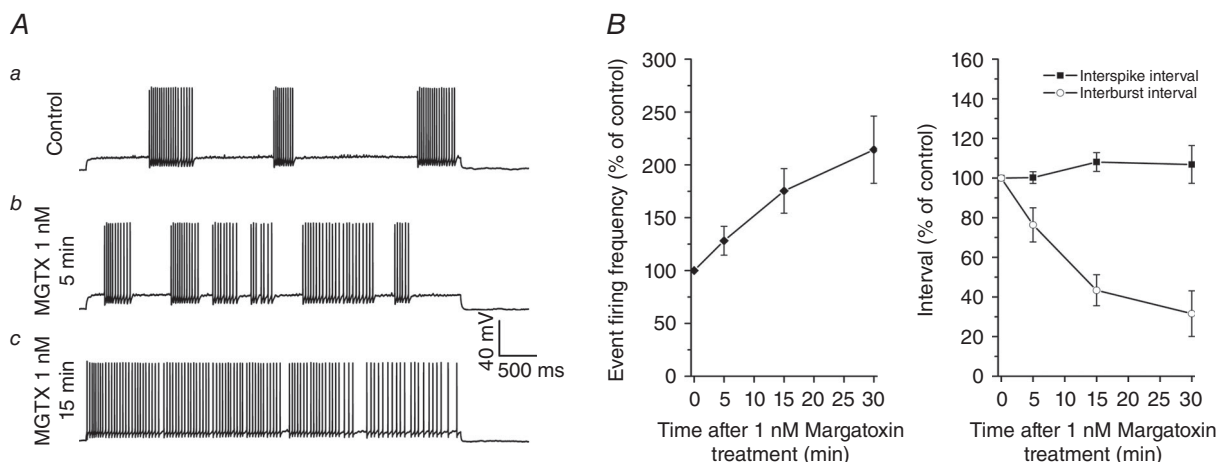 A
a
Control
b
MGTX 1 nM
5 min
c
MGTX 1 nM
15 min
40 mV
500 ms
B
Event firing frequency (% of control)
300
250
200
150
100
75
50
25
0
0 5 10 15 20 25 30
Time after 1 nM Margatoxin
treatment (min)
Interval (% of control)
160
140
120
100
80
60
40
20
0
Interspike interval
Interburst interval
0 5 10 15 20 25 30
Time after 1 nM Margatoxin
treatment (min)